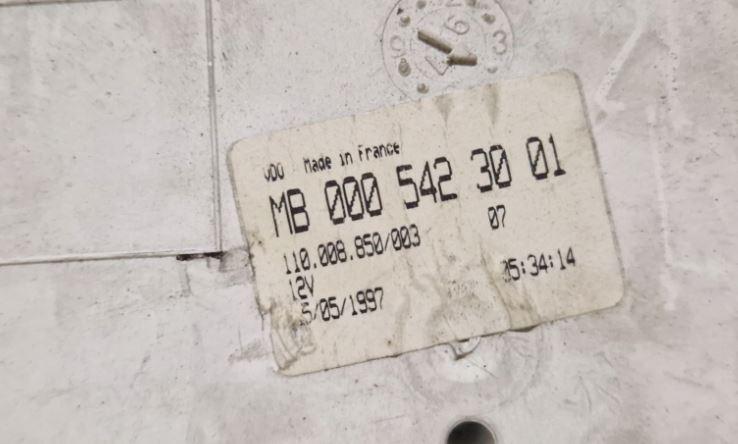 VDO Made in France
MB 000 542 30 01
110.008.850/003 07
12V
5/05/1997 05:34:14